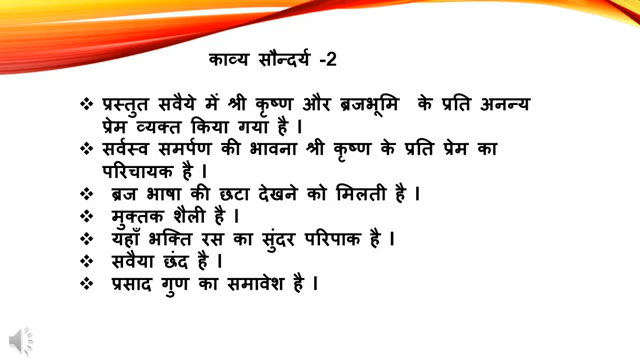 काव्य सौन्दर्य -2
❖ प्रस्तुत सवैये में श्री कृष्ण और ब्रजभूमि के प्रति अनन्य
प्रेम व्यक्त किया गया है l
❖ सर्वस्व समर्पण की भावना श्री कृष्ण के प्रति प्रेम का
परिचायक है l
❖ ब्रज भाषा की छटा देखने को मिलती है l
❖ मुक्तक शैली है l
❖ यहाँ भक्ति रस का सुंदर परिपाक है l
❖ सवैया छंद है l
❖ प्रसाद गुण का समावेश है l